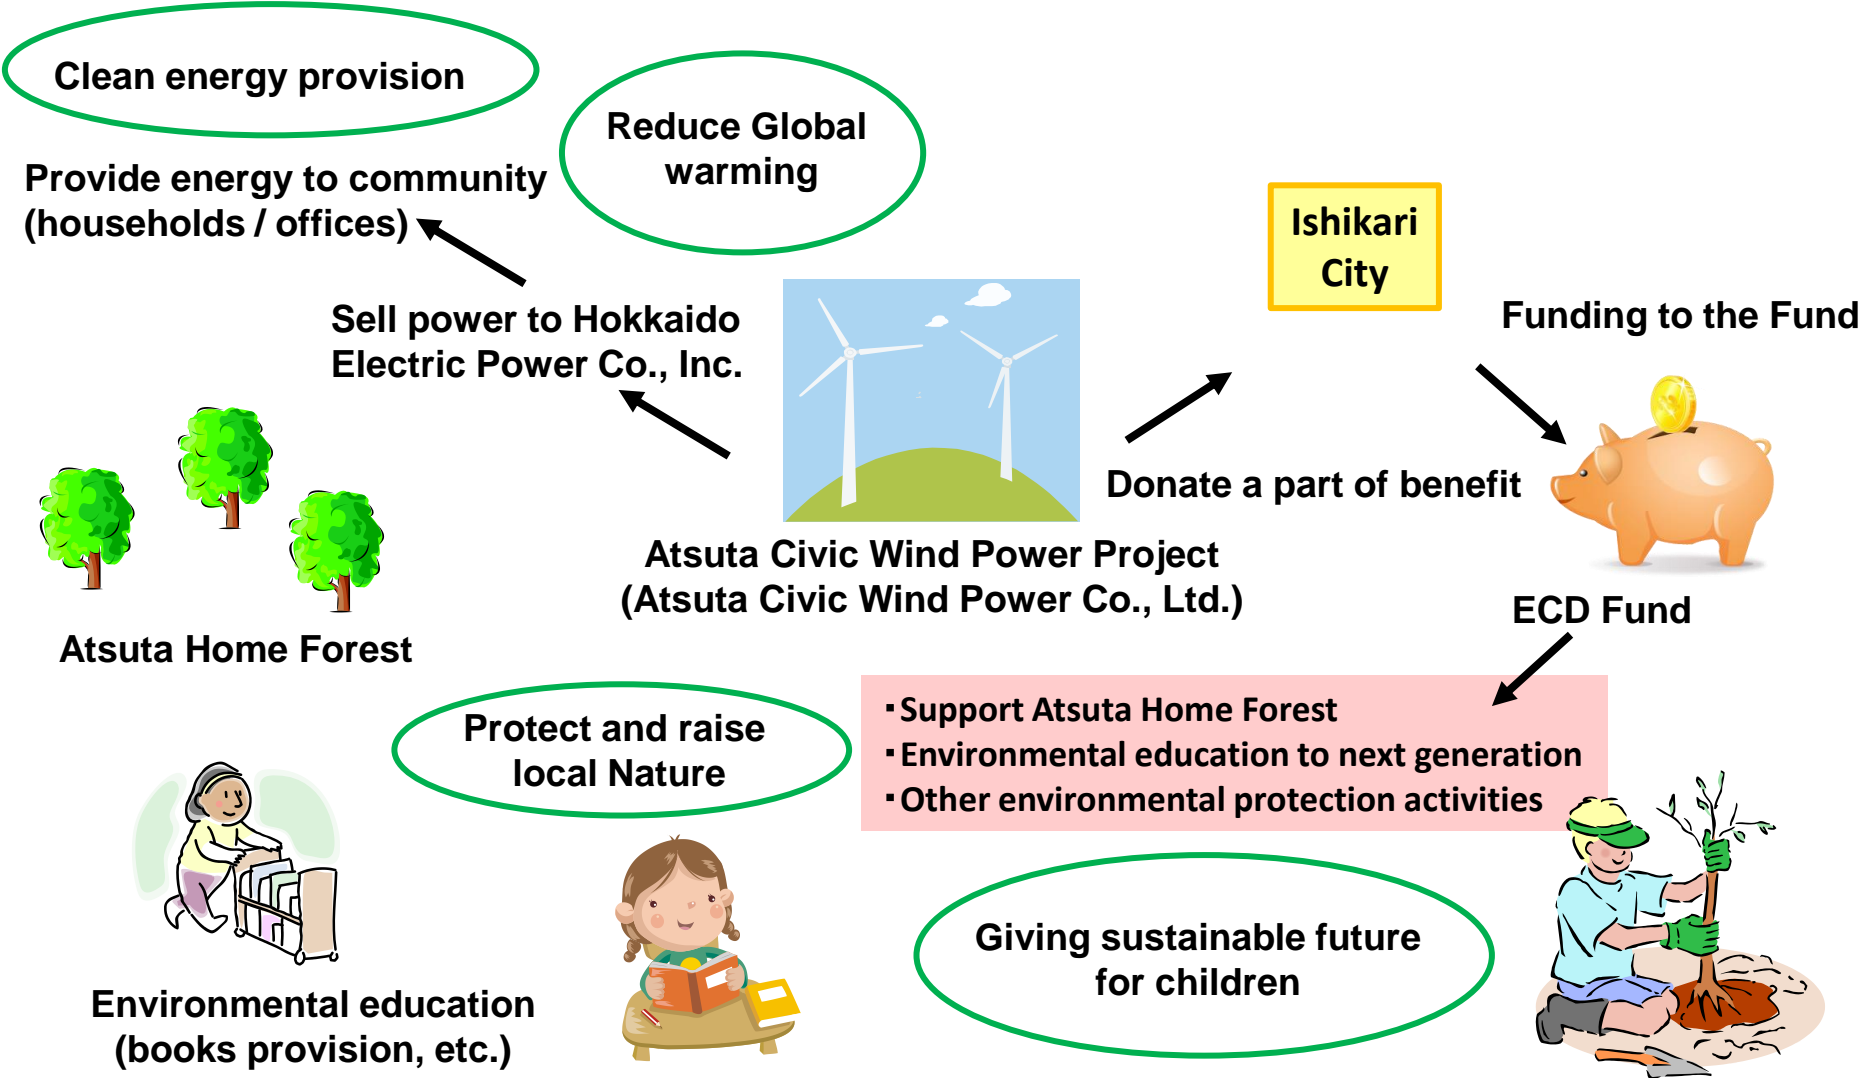 Clean energy provision
Reduce Global
warming
Provide energy to community
(households / offices)
Ishikari
City
Sell power to Hokkaido
Electric Power Co., Inc.
Funding to the Fund
Donate a part of benefit
Atsuta Civic Wind Power Project
(Atsuta Civic Wind Power Co., Ltd.)
ECD Fund
Atsuta Home Forest
Protect and raise
local Nature
・Support Atsuta Home Forest
・Environmental education to next generation
・Other environmental protection activities
Giving sustainable future
for children
Environmental education
(books provision, etc.)